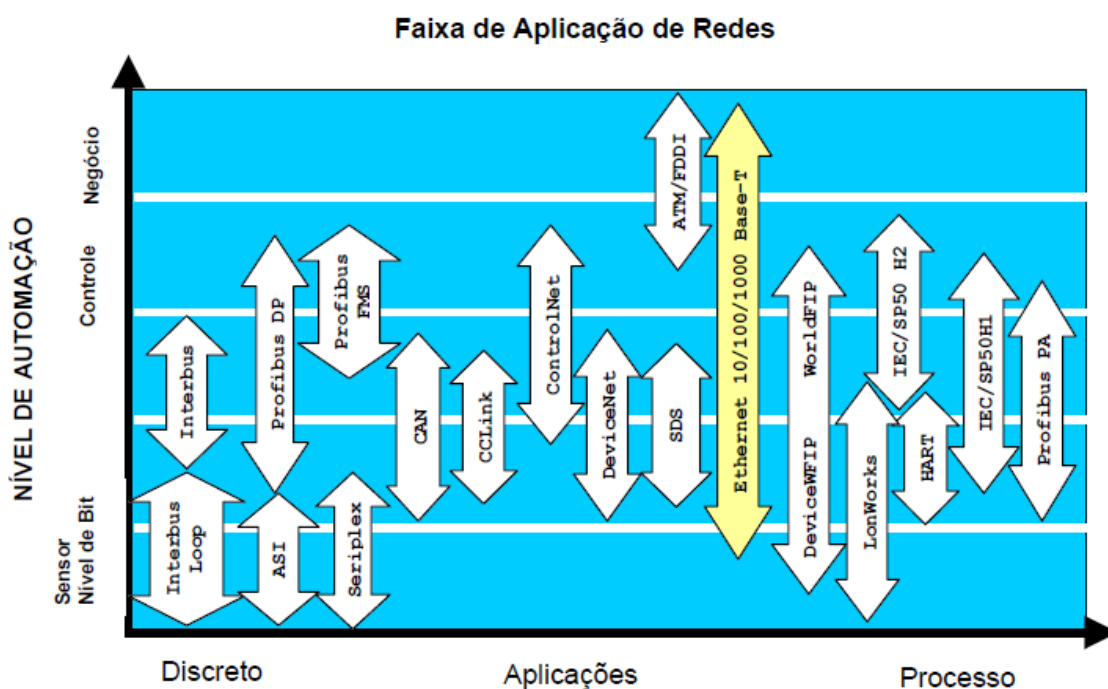 Faixa de Aplicação de Redes
NÍVEL DE AUTOMAÇÃO
Negócio
Controle
Sensor
Nível de Bit
Interbus
Interbus
Loop
Profibus DP
ASI
Profibus
FMS
Seriplex
CAN
CCLink
ControlNet
DeviceNet
SDS
ATM/FDDI
Ethernet 10/100/1000 Base-T
DeviceWFIP WorldFIP
LonWorks
IEC/SP50 H2
HART
IEC/SP50H1
Profibus PA
Discreto
Aplicações
Processo